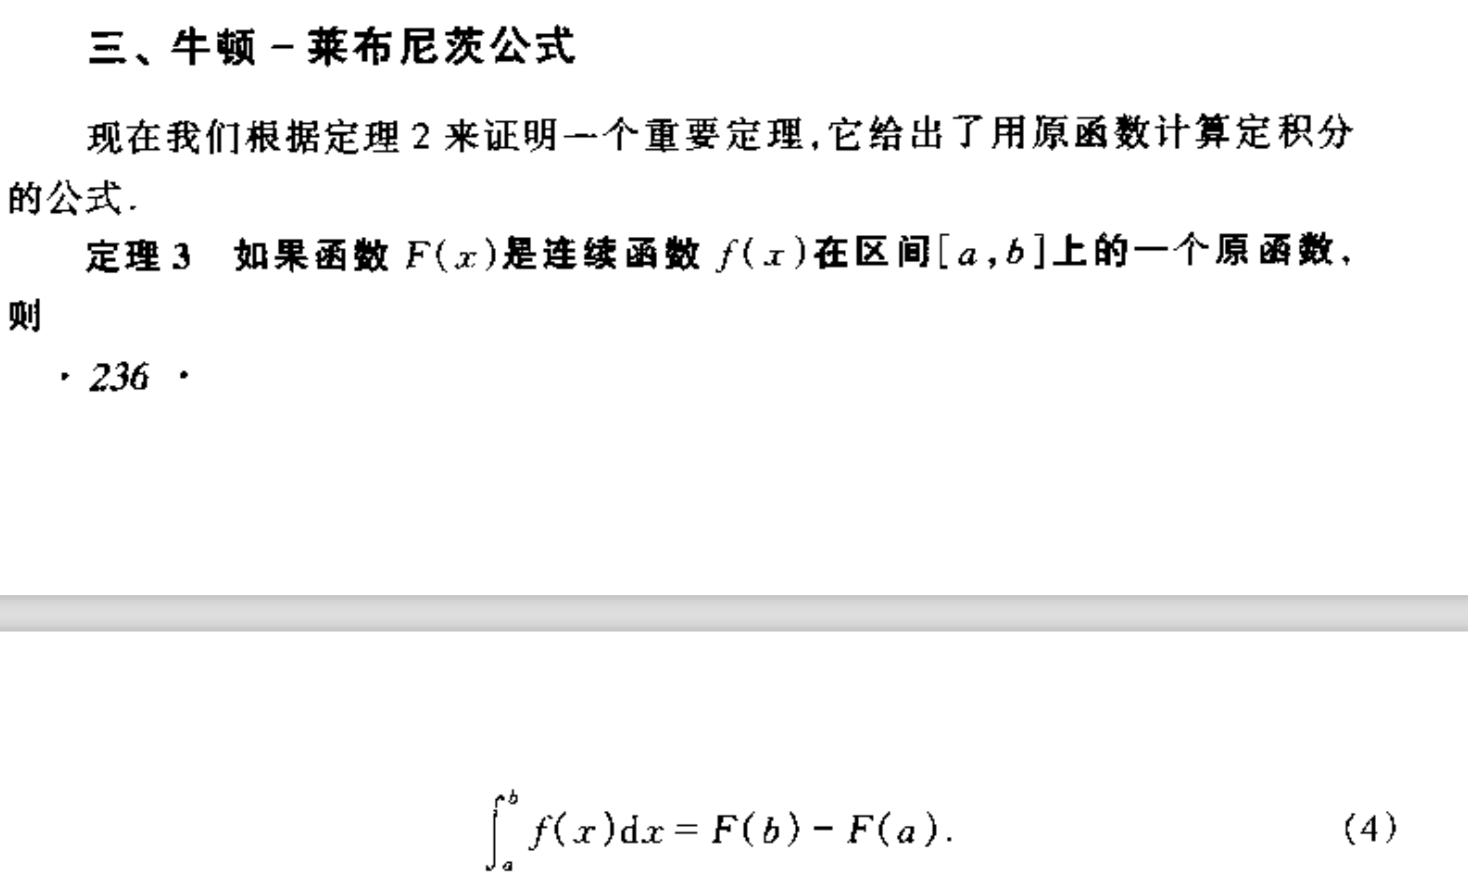 三、牛顿－莱布尼茨公式
现在我们根据定理 2 来证明一个重要定理,它给出了用原函数计算定积分
的公式.
定理 3 如果函数 F(x)是连续函数 f(x)在区间[a,b]上的一个原函数,
则
· 236 ·
∫_a^b f(x)dx = F(b) - F(a). (4)